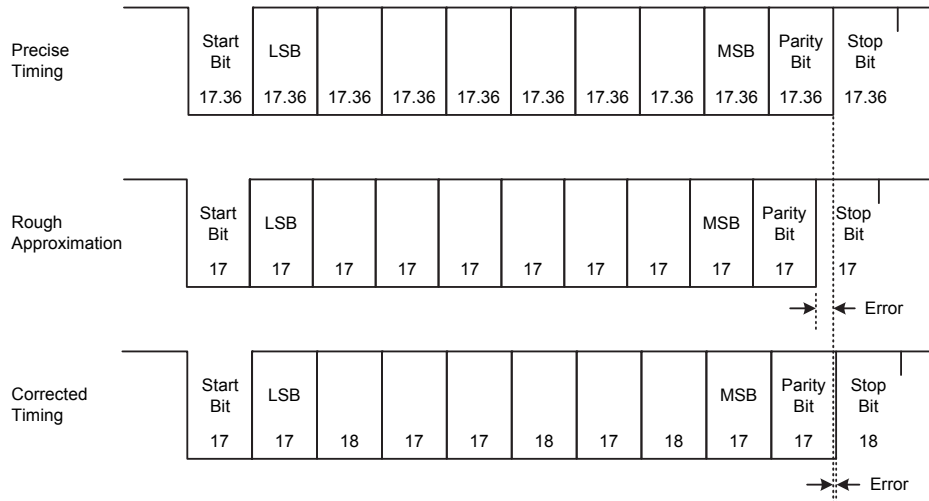 Precise
Timing
Start
Bit
LSB
MSB
Parity
Bit
Stop
Bit
17.36 17.36 17.36 17.36 17.36 17.36 17.36 17.36 17.36 17.36 17.36
Rough
Approximation
Start
Bit
LSB
MSB
Parity
Bit
Stop
Bit
17 17 17 17 17 17 17 17 17 17 17
Error
Corrected
Timing
Start
Bit
LSB
MSB
Parity
Bit
Stop
Bit
17 17 18 17 17 18 17 18 17 17 18
Error